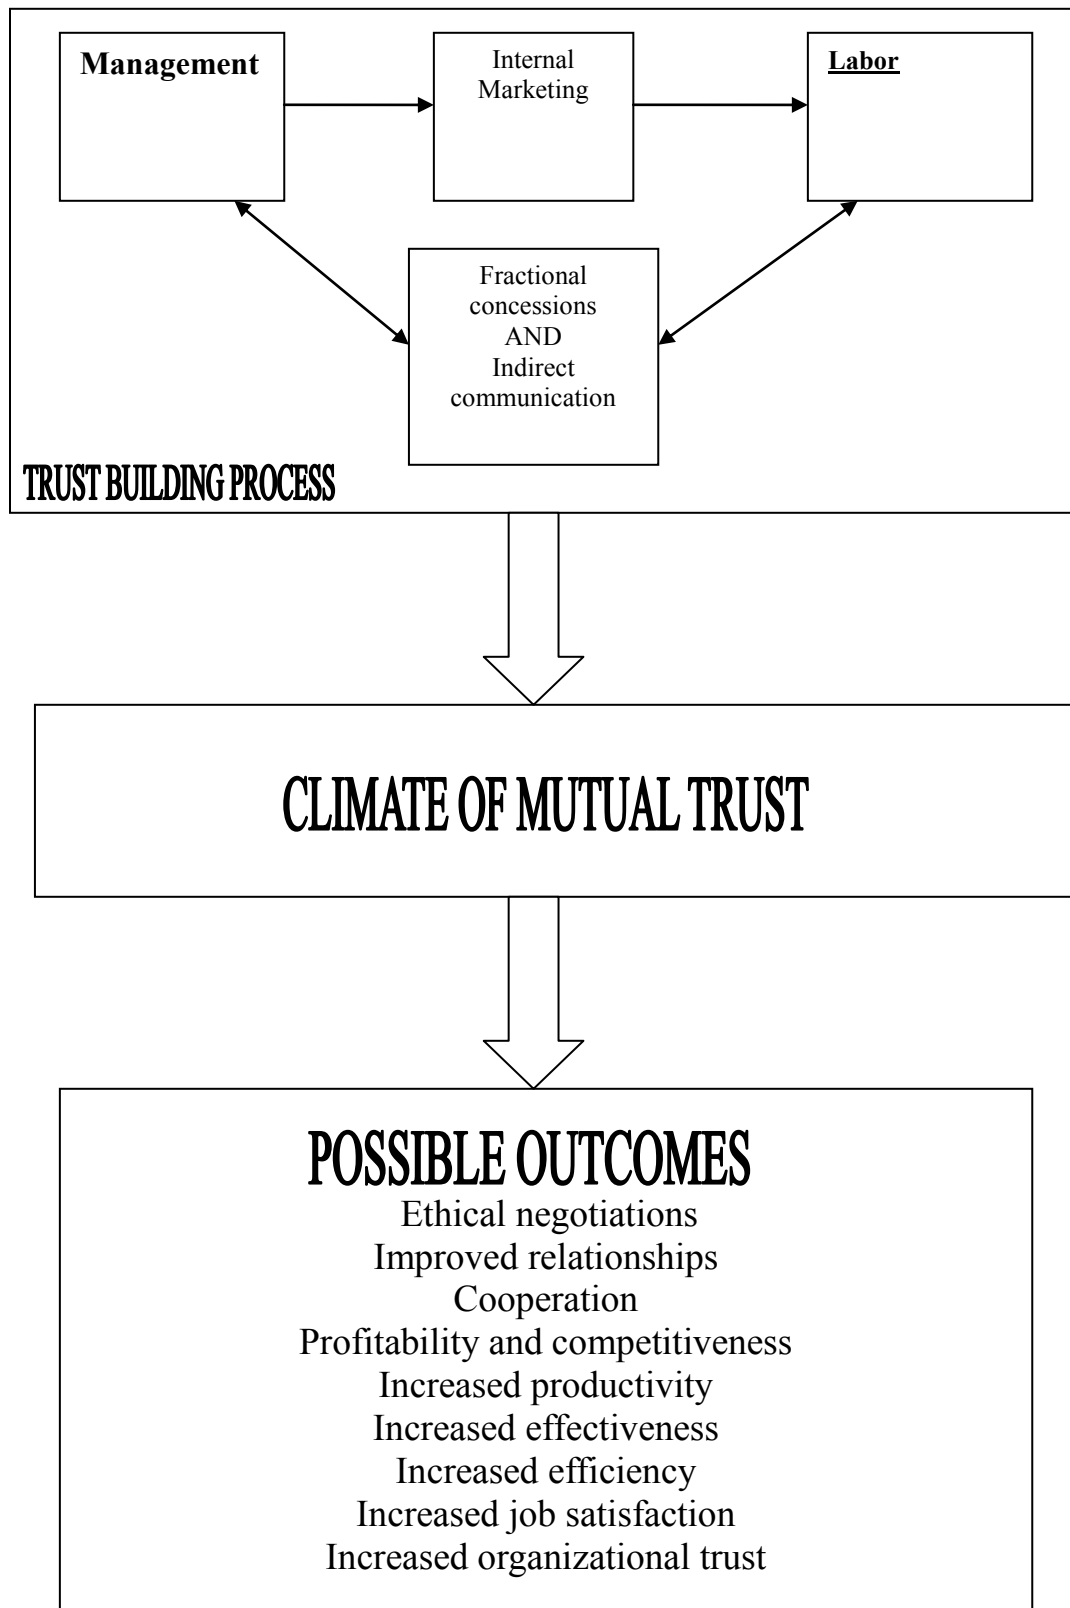 Management
Internal
Marketing
Labor
Fractional
concessions
AND
Indirect
communication
TRUST BUILDING PROCESS
CLIMATE OF MUTUAL TRUST
POSSIBLE OUTCOMES
Ethical negotiations
Improved relationships
Cooperation
Profitability and competitiveness
Increased productivity
Increased effectiveness
Increased efficiency
Increased job satisfaction
Increased organizational trust